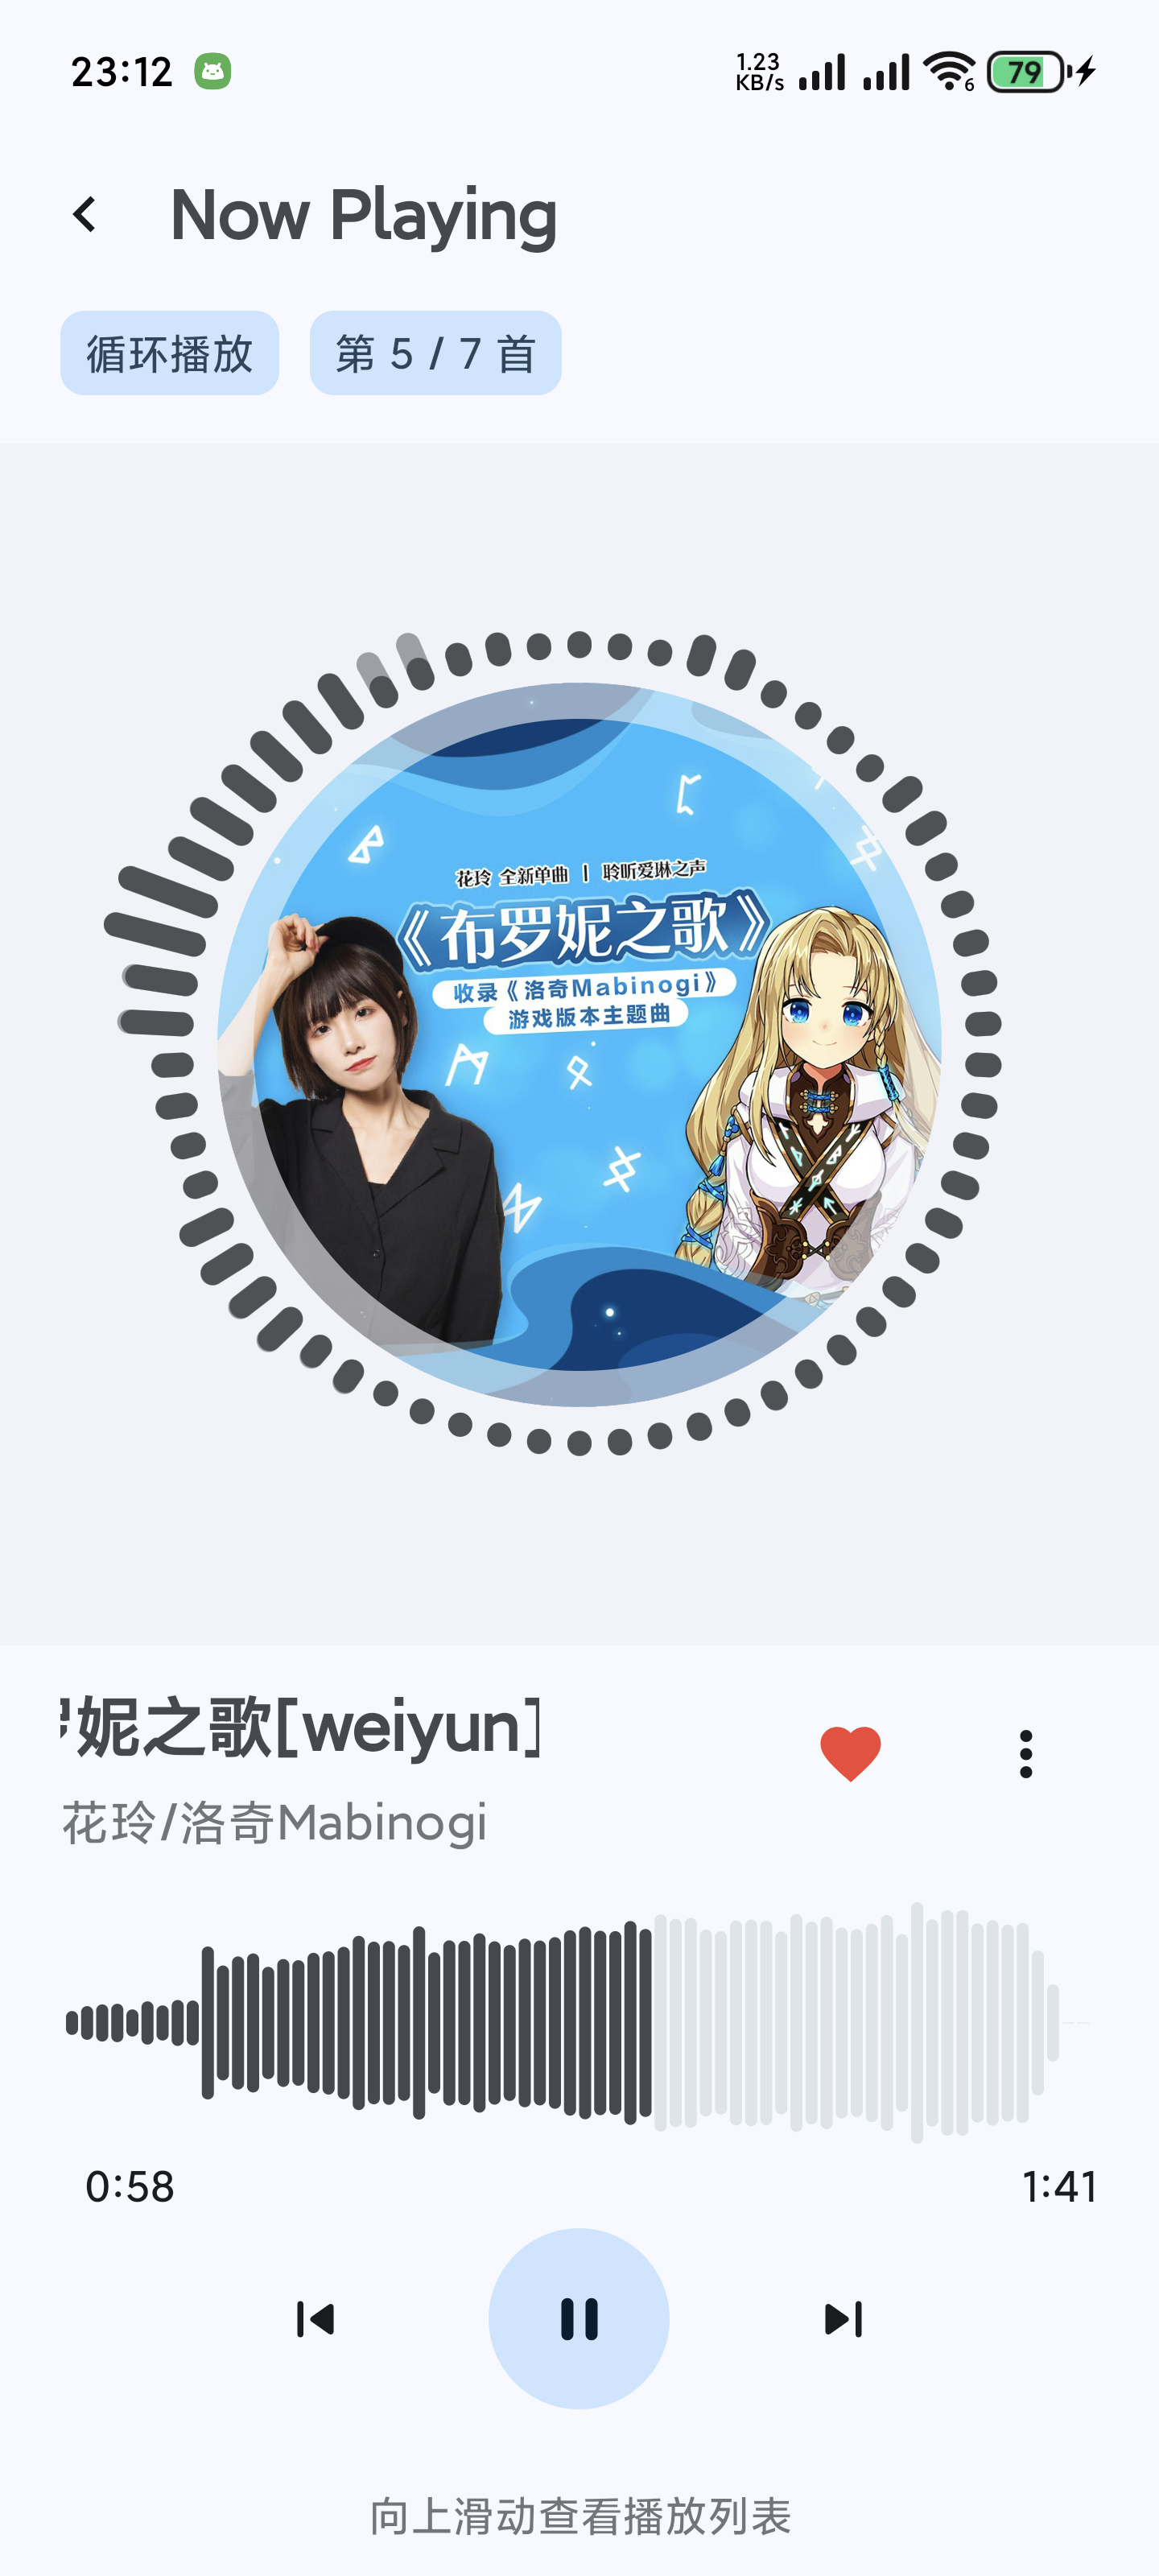 23:12
1.23
KB/s
6
79
Now Playing
循环播放
第 5 / 7 首
花玲 全新单曲 | 聆听爱琳之声
《布罗妮之歌》
收录《洛奇Mabinogi》
游戏版本主题曲
妮之歌[weiyun]
花玲/洛奇Mabinogi
0:58
1:41
向上滑动查看播放列表